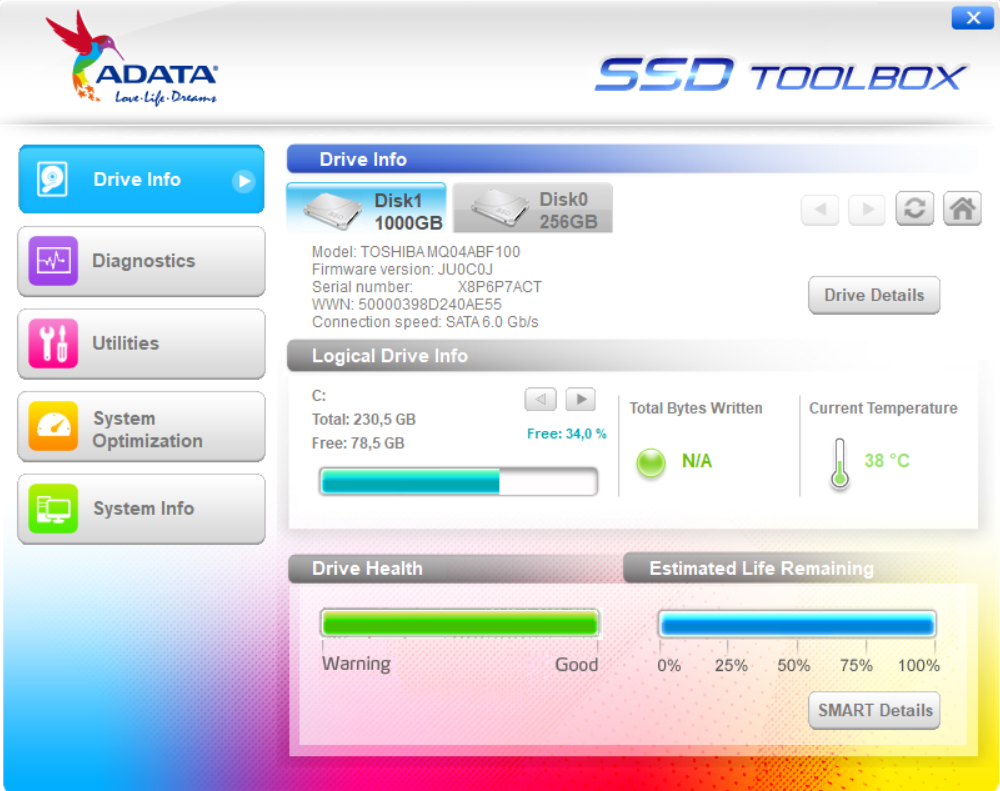 ADATA
Love·Life·Dreams
SSD TOOLBOX
Drive Info
Diagnostics
Utilities
System
Optimization
System Info
Drive Info
Disk1
1000GB
Disk0
256GB
Model: TOSHIBA MQ04ABF100
Firmware version: JU0C0J
Serial number: X8P6P7ACT
WWN: 50000398D240AE55
Connection speed: SATA 6.0 Gb/s
Drive Details
Logical Drive Info
C:
Total: 230,5 GB
Free: 78,5 GB
Free: 34,0 %
Total Bytes Written
N/A
Current Temperature
38 °C
Drive Health
Warning Good
Estimated Life Remaining
0% 25% 50% 75% 100%
SMART Details